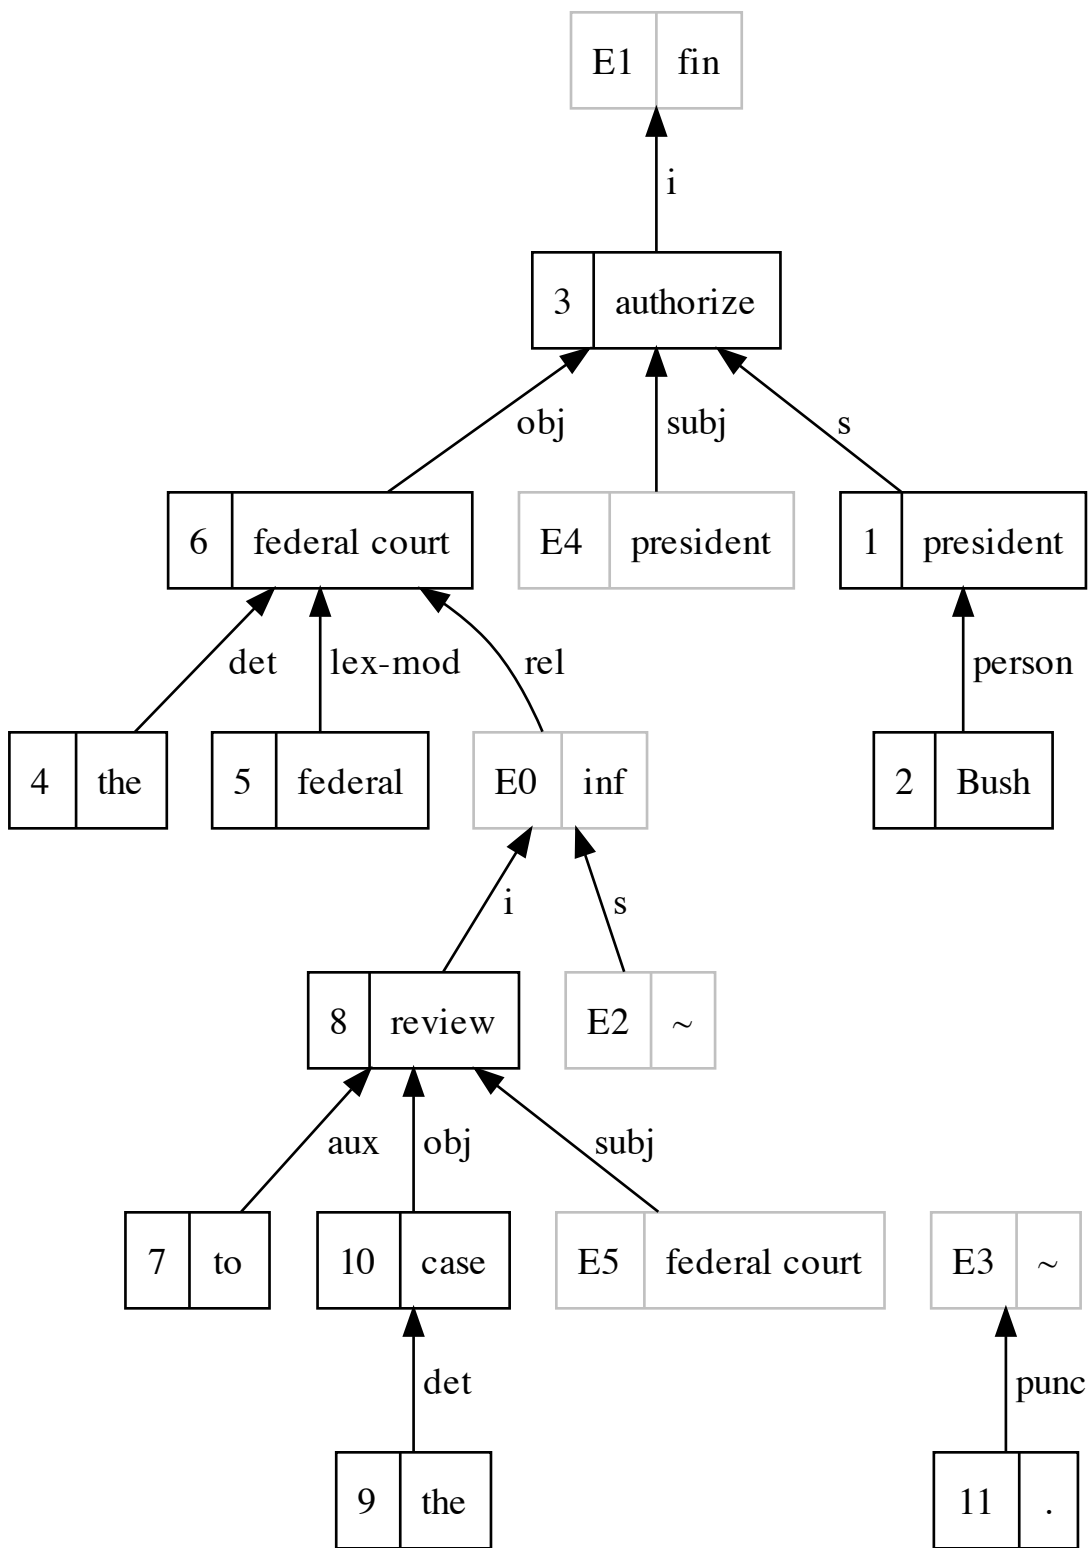 E1 fin
i
3 authorize
obj subj s
6 federal court E4 president 1 president
det lex-mod rel person
4 the 5 federal E0 inf 2 Bush
i s
8 review E2 ~
aux obj subj
7 to 10 case E5 federal court E3 ~
det punc
9 the 11 .